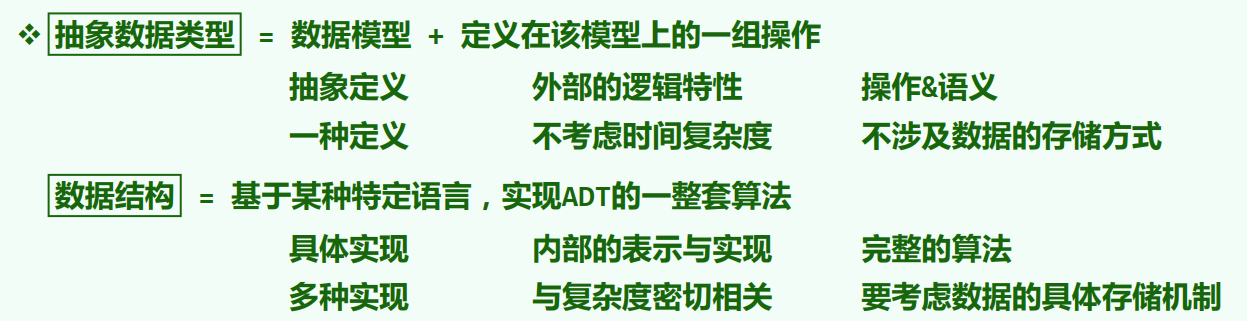 ❖ 抽象数据类型 = 数据模型 + 定义在该模型上的一组操作
抽象定义 外部的逻辑特性 操作&语义
一种定义 不考虑时间复杂度 不涉及数据的存储方式
数据结构 = 基于某种特定语言，实现ADT的一整套算法
具体实现 内部的表示与实现 完整的算法
多种实现 与复杂度密切相关 要考虑数据的具体存储机制